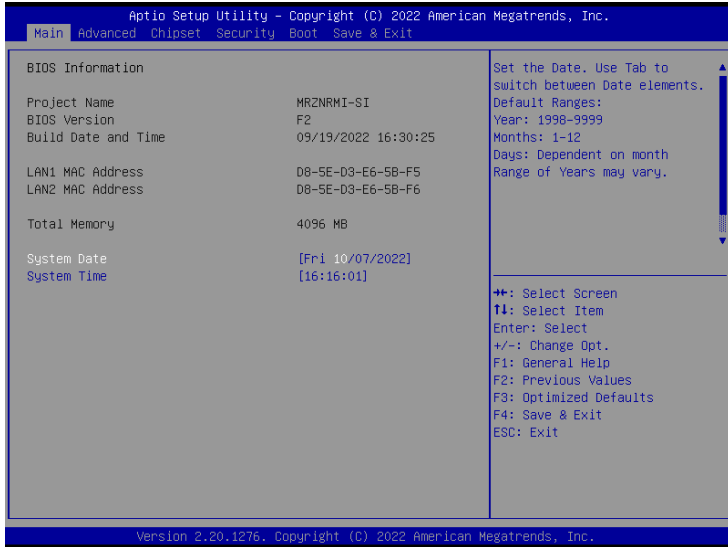 Aptio Setup Utility – Copyright (C) 2022 American Megatrends, Inc.
Main Advanced Chipset Security Boot Save & Exit
BIOS Information
Project Name MRZNRMI-SI
BIOS Version F2
Build Date and Time 09/19/2022 16:30:25
LAN1 MAC Address D8-5E-D3-E6-5B-F5
LAN2 MAC Address D8-5E-D3-E6-5B-F6
Total Memory 4096 MB
System Date [Fri 10/07/2022]
System Time [16:16:01]
Set the Date. Use Tab to
switch between Date elements.
Default Ranges:
Year: 1998-9999
Months: 1-12
Days: Dependent on month
Range of Years may vary.
→←: Select Screen
↑↓: Select Item
Enter: Select
+/-: Change Opt.
F1: General Help
F2: Previous Values
F3: Optimized Defaults
F4: Save & Exit
ESC: Exit
Version 2.20.1276. Copyright (C) 2022 American Megatrends, Inc.